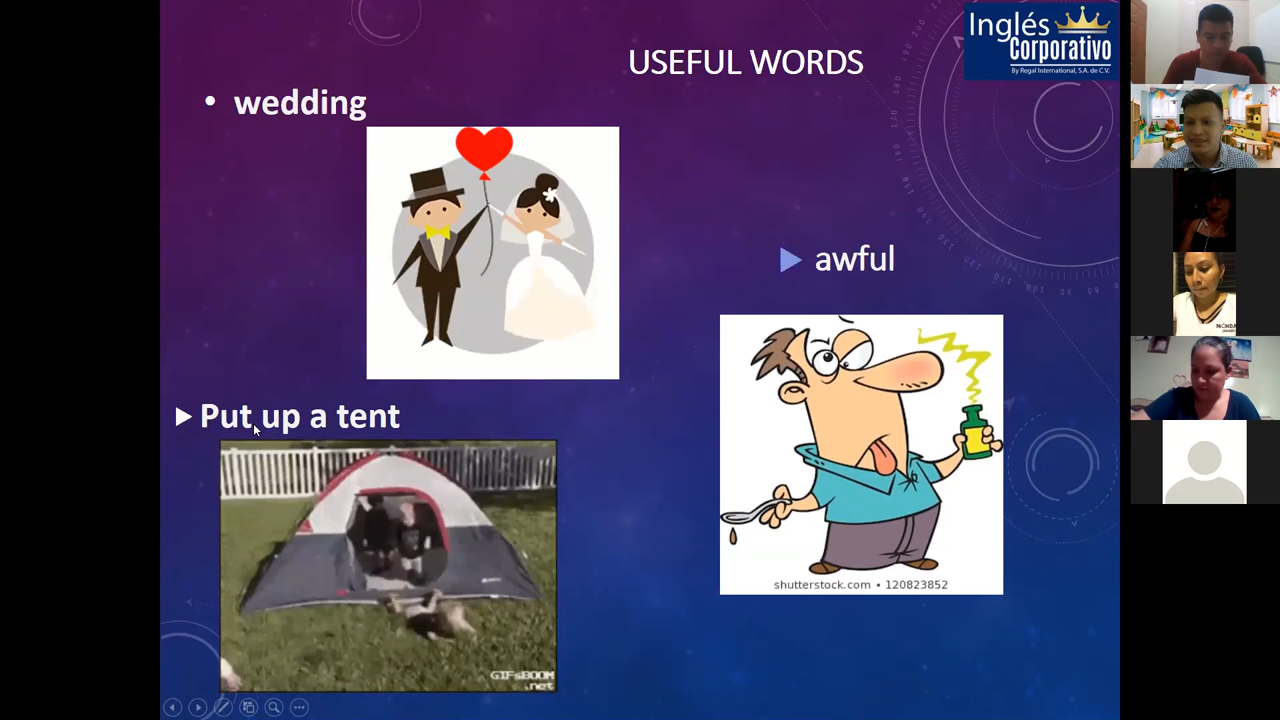 USEFUL WORDS
Inglés
Corporativo
By Regal International, S.A. de C.V.
• wedding
awful
Put up a tent
shutterstock.com • 120823852
GIFsBOOM
.net